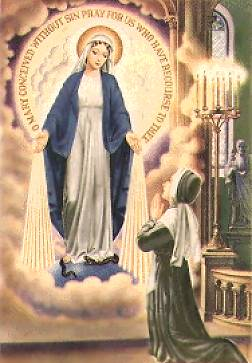 O MARY CONCEIVED WITHOUT SIN PRAY FOR US WHO HAVE RECOURSE TO THEE